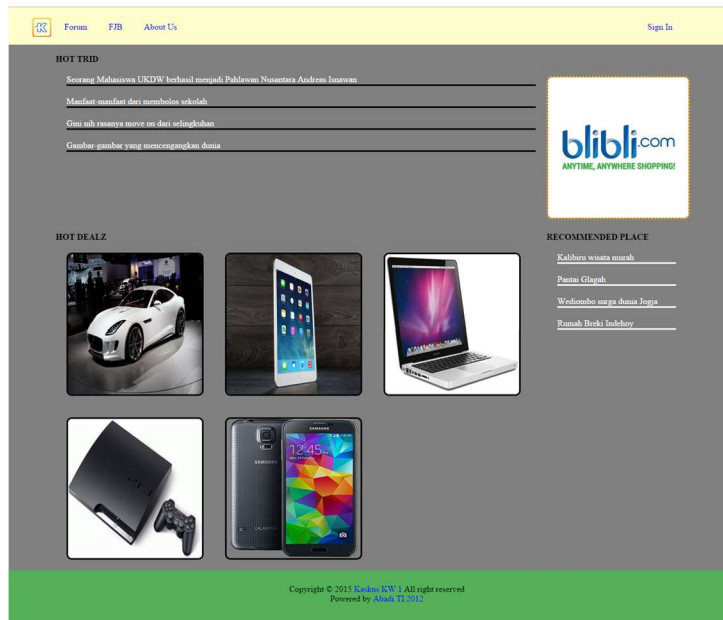 K Forum FJB About Us Sign In
HOT TRID
Seorang Mahasiswa UKDW berhasil menjadi Pahlawan Nusantara Andreas Isnawan
Manfaat-manfaat dari membolos sekolah
Gini nih rasanya move on dari selingkuhan
Gambar-gambar yang mencengangkan dunia
blibli.com
ANYTIME, ANYWHERE SHOPPING!
HOT DEALZ
RECOMMENDED PLACE
Kalibiru wisata murah
Pantai Glagah
Wediombo surga dunia Jogja
Rumah Breki Indehoy
SAMSUNG
SAMSUNG
12:45
Copyright © 2015 Kaskus KW 1 All right reserved
Powered by Abadi TI 2012